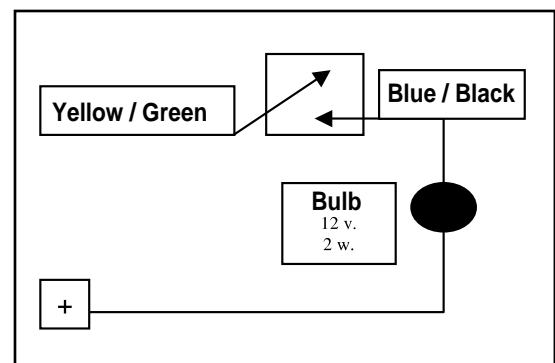 Yellow / Green
Blue / Black
Bulb
12 v.
2 w.
+